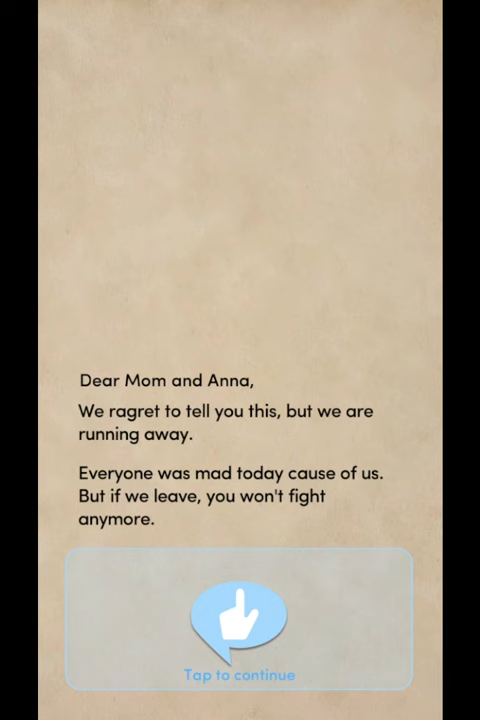 Dear Mom and Anna,
We ragret to tell you this, but we are
running away.
Everyone was mad today cause of us.
But if we leave, you won't fight
anymore.
Tap to continue